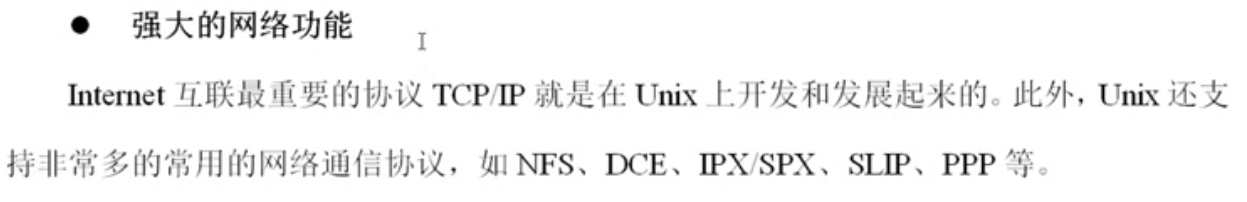 ● 强大的网络功能
Internet 互联最重要的协议 TCP/IP 就是在 Unix 上开发和发展起来的。此外，Unix 还支
持非常多的常用的网络通信协议，如 NFS、DCE、IPX/SPX、SLIP、PPP 等。